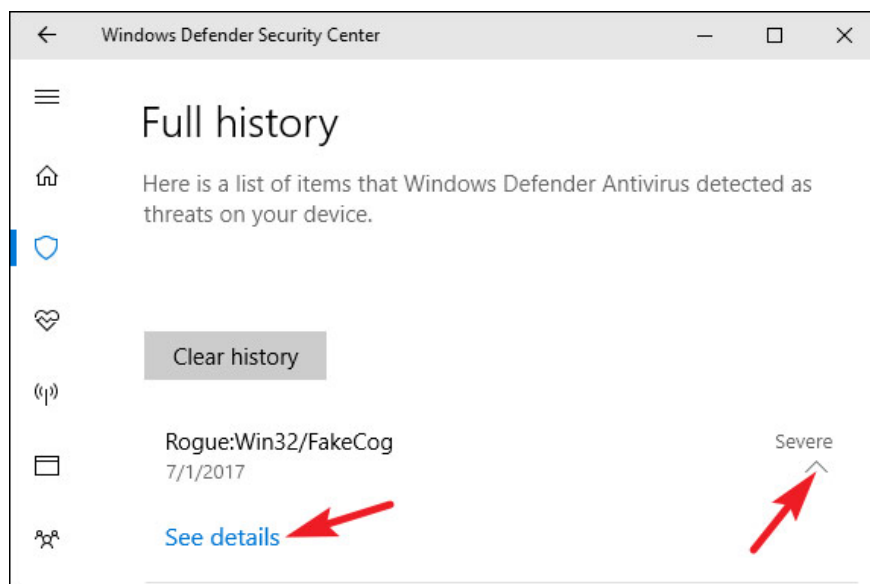 Windows Defender Security Center
Full history
Here is a list of items that Windows Defender Antivirus detected as
threats on your device.
Clear history
Rogue:Win32/FakeCog
Severe
7/1/2017
See details